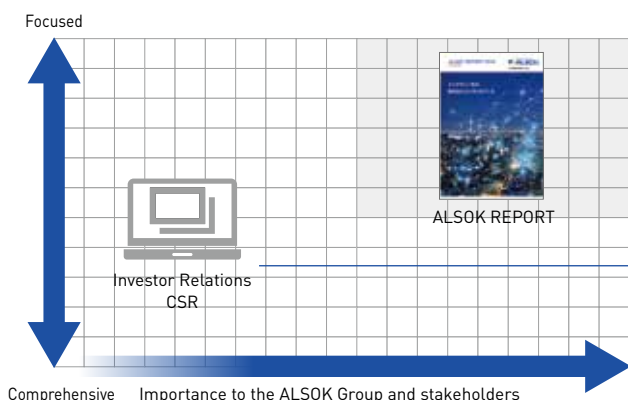 Focused
ALSOK REPORT
Investor Relations
CSR
Comprehensive
Importance to the ALSOK Group and stakeholders